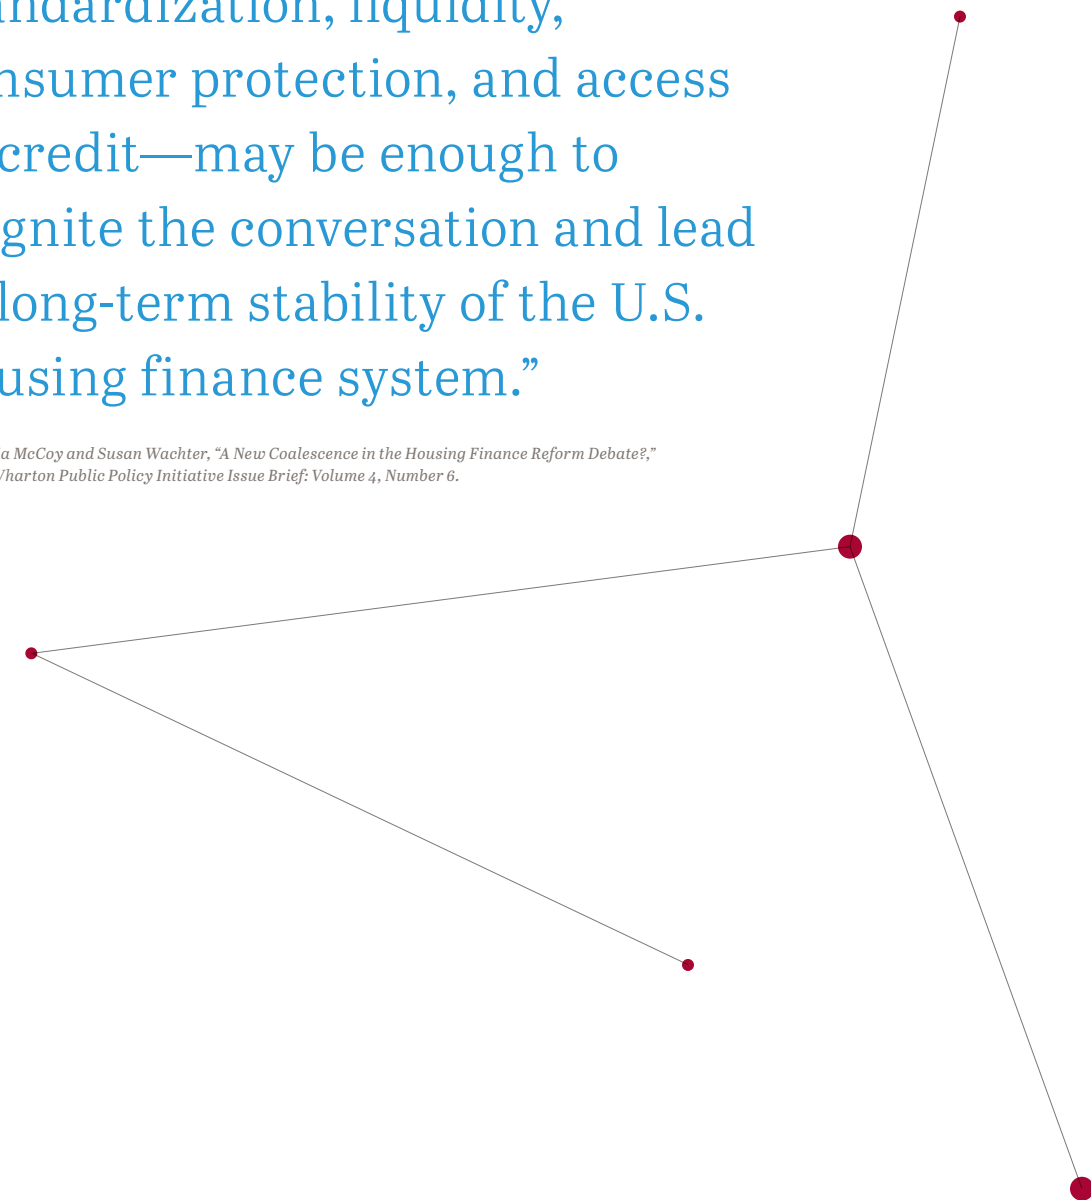 andardization, liquidity,
nsumer protection, and access
credit—may be enough to
gnite the conversation and lead
long-term stability of the U.S.
using finance system.”
a McCoy and Susan Wachter, “A New Coalescence in the Housing Finance Reform Debate?,”
Wharton Public Policy Initiative Issue Brief: Volume 4, Number 6.